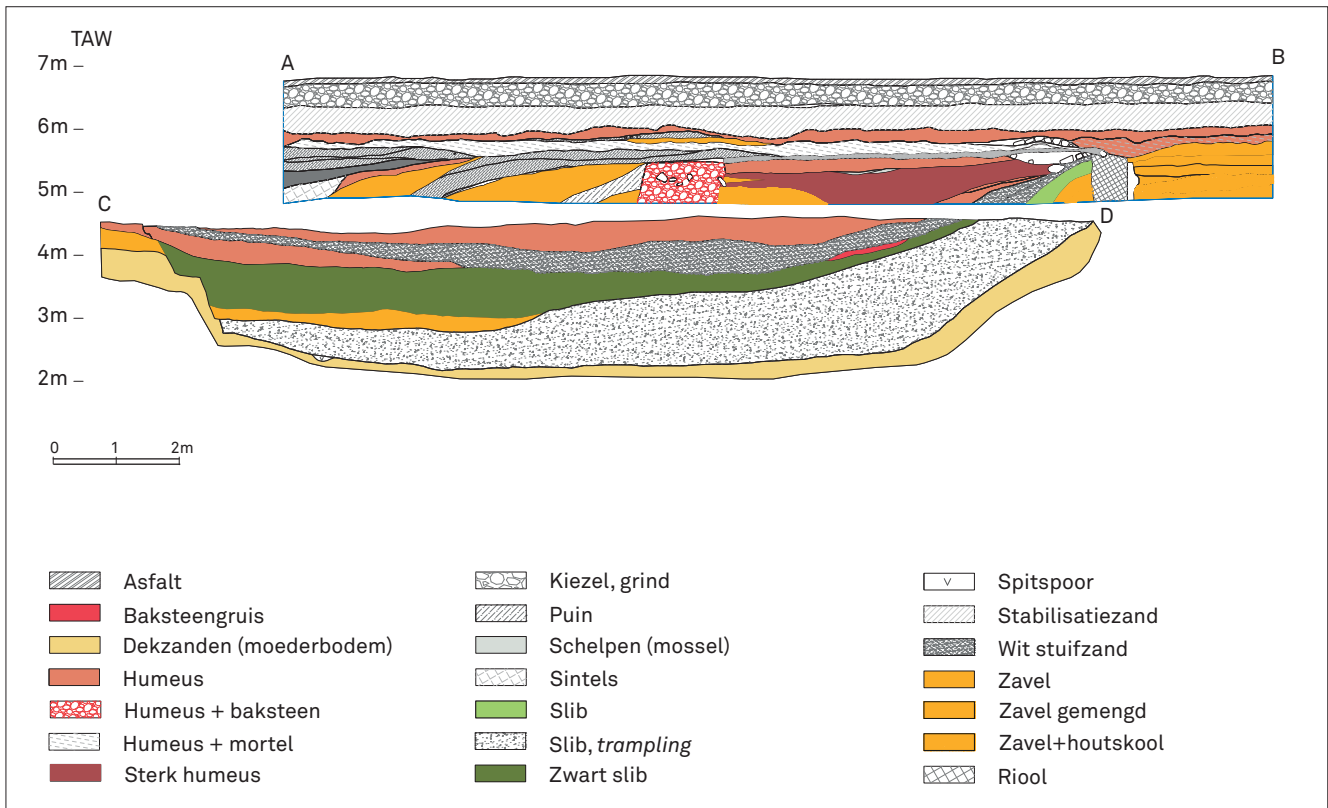 TAW
7m –
A
B
6m –
5m –
C
D
4m –
3m –
2m –
0 1 2m
Asfalt
Baksteengruis
Dekzanden (moederbodem)
Humeus
Humeus + baksteen
Humeus + mortel
Sterk humeus
Kiezel, grind
Puin
Schelpen (mossel)
Sintels
Slib
Slib, trampling
Zwart slib
Spitspoor
Stabilisatiezand
Wit stuifzand
Zavel
Zavel gemengd
Zavel+houtskool
Riool